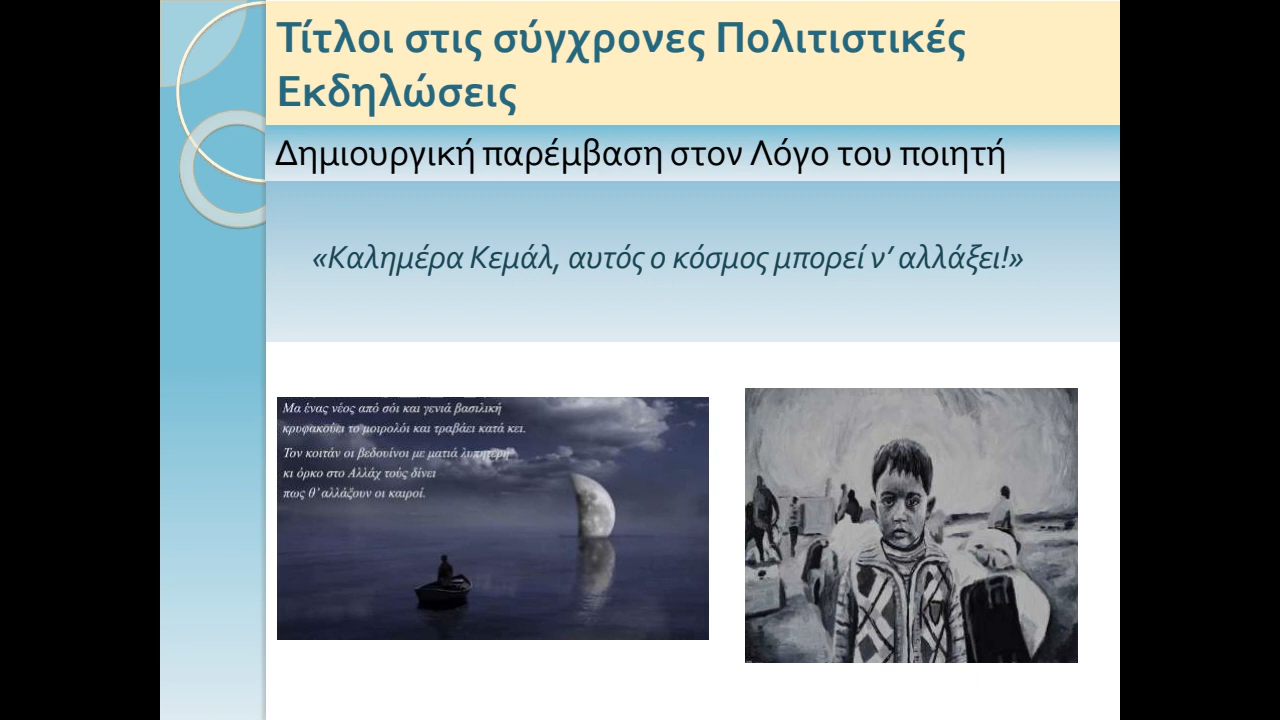 Τίτλοι στις σύγχρονες Πολιτιστικές
Εκδηλώσεις
Δημιουργική παρέμβαση στον Λόγο του ποιητή
«Καλημέρα Κεμάλ, αυτός ο κόσμος μπορεί ν’ αλλάξει!»
Μα ένας νέος από σόι και γενιά βασιλική
κρυφακούει το μοιρολόι και τραβάει κατά κει.
Τον κοιτάν οι βεδουίνοι με ματιά λυπητερή
κι όρκο στο Αλλάχ τούς δίνει
πως θ’ αλλάξουν οι καιροί.